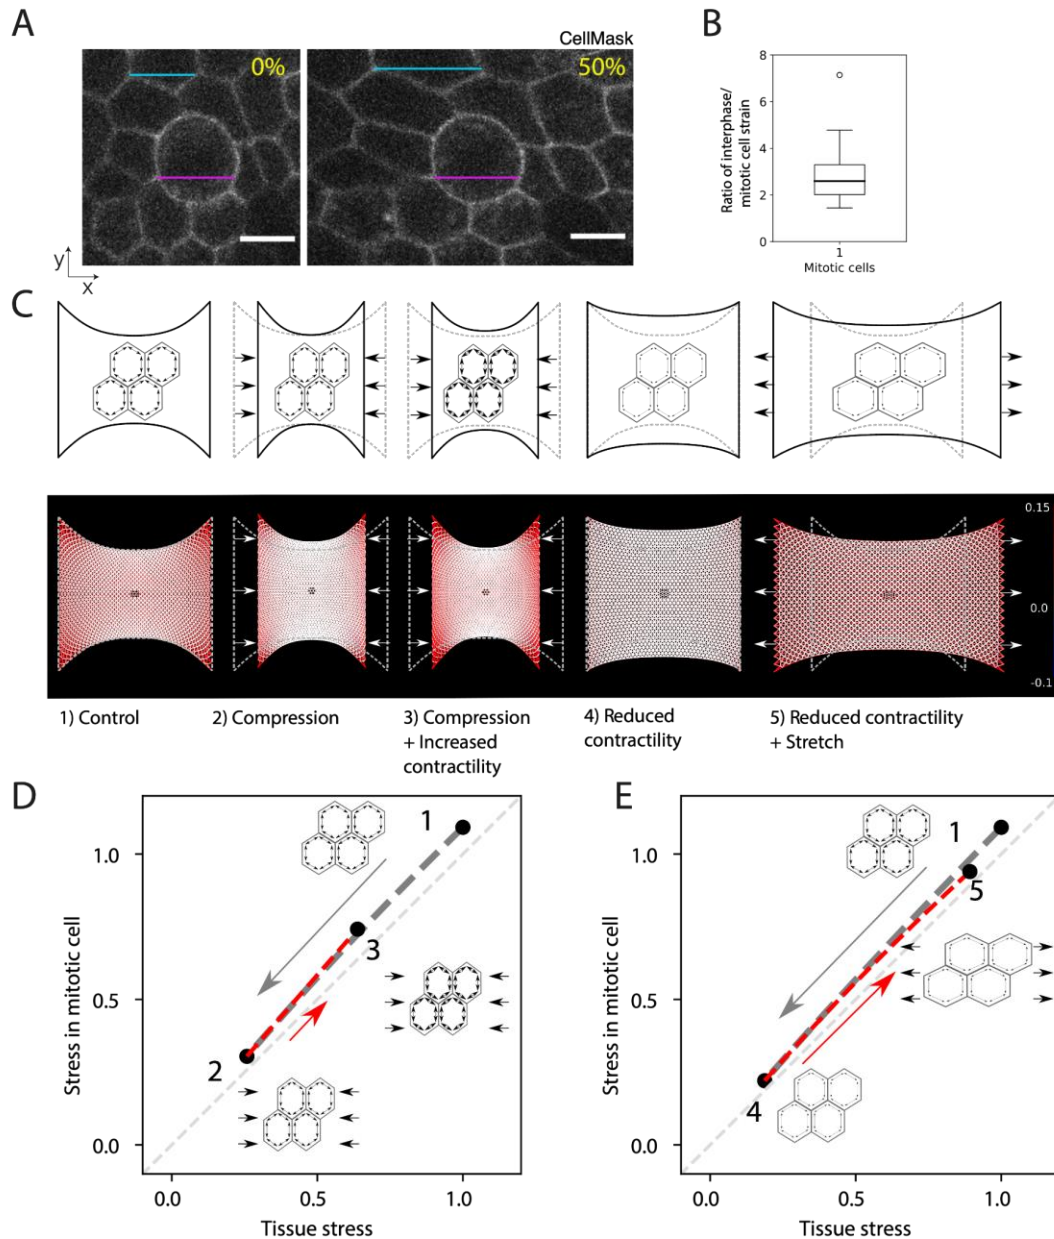 A
CellMask
0%
50%
y
x
B
8
6
4
2
0
Ratio of interphase/
mitotic cell strain
1
Mitotic cells
C
0.15
0.0
-0.1
1) Control
2) Compression
3) Compression
+ Increased
contractility
4) Reduced
contractility
5) Reduced contractility
+ Stretch
D
1.0
0.5
0.0
Stress in mitotic cell
1
3
2
0.0 0.5 1.0
Tissue stress
E
1.0
0.5
0.0
Stress in mitotic cell
1
5
4
0.0 0.5 1.0
Tissue stress